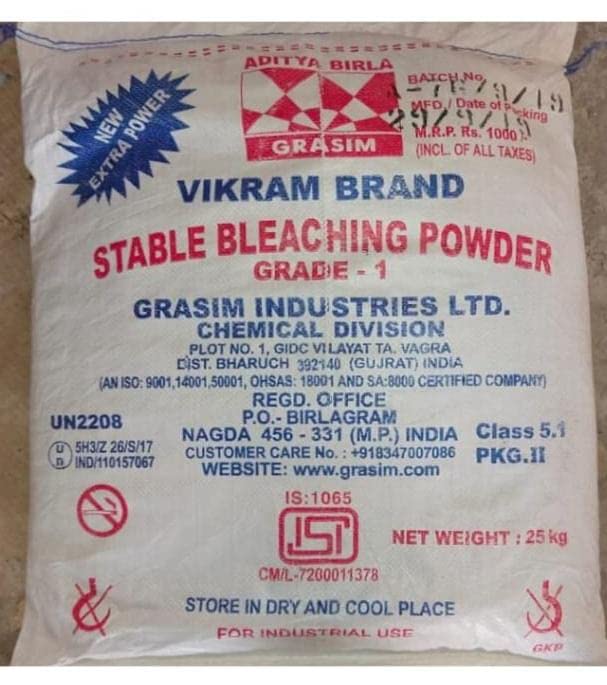 ADITYA BIRLA
GRASIM
NEW
EXTRA POWER
BATCH No.
MFD./Date of Packing
29/9/19
M.R.P. Rs. 1000/-
(INCL. OF ALL TAXES)
VIKRAM BRAND
STABLE BLEACHING POWDER
GRADE - 1
GRASIM INDUSTRIES LTD.
CHEMICAL DIVISION
PLOT NO. 1, GIDC VILAYAT TA. VAGRA
DIST. BHARUCH 392140 (GUJRAT) INDIA
(AN ISO: 9001,14001,50001, OHSAS: 18001 AND SA:8000 CERTIFIED COMPANY)
REGD. OFFICE
P.O.- BIRLAGRAM
NAGDA 456 - 331 (M.P.) INDIA
CUSTOMER CARE No. : +918347007086
WEBSITE: www.grasim.com
UN2208
un 5H3/Z 26/S/17
IND/110157067
Class 5.1
PKG.II
IS:1065
ISI
CM/L-7200011378
NET WEIGHT : 25 kg
STORE IN DRY AND COOL PLACE
FOR INDUSTRIAL USE
GKP